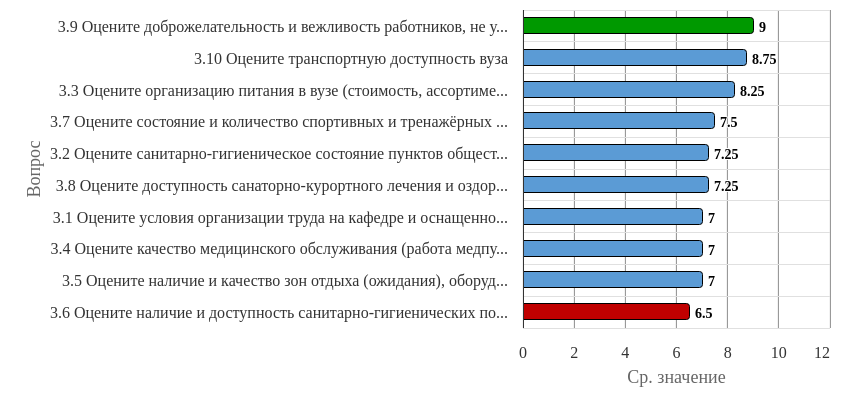 3.9 Оцените доброжелательность и вежливость работников, не у... 9
3.10 Оцените транспортную доступность вуза 8.75
3.3 Оцените организацию питания в вузе (стоимость, ассортиме... 8.25
3.7 Оцените состояние и количество спортивных и тренажёрных ... 7.5
3.2 Оцените санитарно-гигиеническое состояние пунктов общест... 7.25
3.8 Оцените доступность санаторно-курортного лечения и оздор... 7.25
3.1 Оцените условия организации труда на кафедре и оснащенно... 7
3.4 Оцените качество медицинского обслуживания (работа медпу... 7
3.5 Оцените наличие и качество зон отдыха (ожидания), оборуд... 7
3.6 Оцените наличие и доступность санитарно-гигиенических по... 6.5
Вопрос
0 2 4 6 8 10 12
Ср. значение